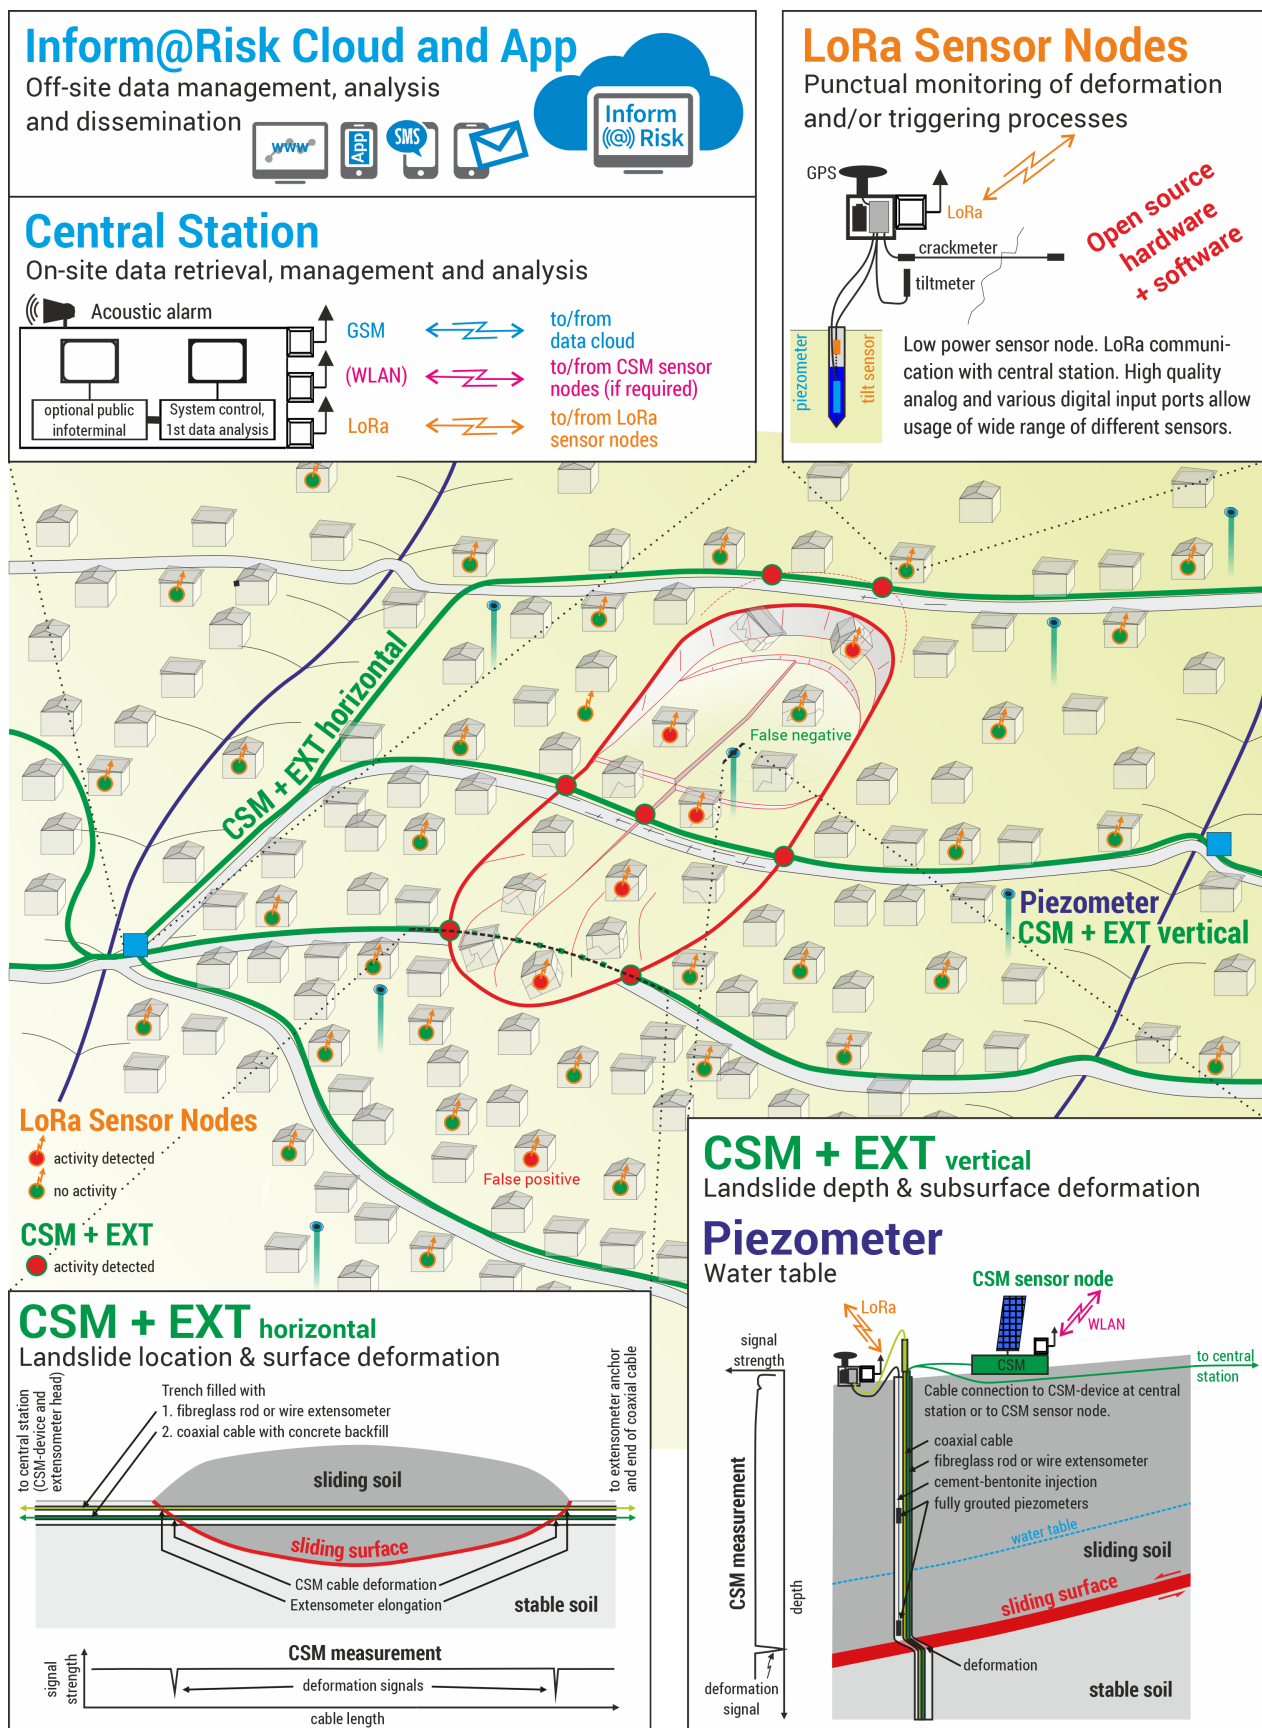 Inform@Risk Cloud and App
Off-site data management, analysis
and dissemination
www
App
SMS
Inform
(@) Risk
Central Station
On-site data retrieval, management and analysis
Acoustic alarm
optional public
infoterminal
System control,
1st data analysis
GSM
to/from
data cloud
(WLAN)
to/from CSM sensor
nodes (if required)
LoRa
to/from LoRa
sensor nodes
LoRa Sensor Nodes
Punctual monitoring of deformation
and/or triggering processes
GPS
LoRa
crackmeter
tiltmeter
Open source
hardware
+ software
piezometer
tilt sensor
Low power sensor node. LoRa communi-
cation with central station. High quality
analog and various digital input ports allow
usage of wide range of different sensors.
CSM + EXT horizontal
False negative
Piezometer
CSM + EXT vertical
False positive
LoRa Sensor Nodes
activity detected
no activity
CSM + EXT
activity detected
CSM + EXT horizontal
Landslide location & surface deformation
to central station
(CSM-device and
extensometer head)
Trench filled with
1. fibreglass rod or wire extensometer
2. coaxial cable with concrete backfill
to extensometer anchor
and end of coaxial cable
sliding soil
sliding surface
CSM cable deformation
Extensometer elongation
stable soil
CSM measurement
signal
strength
deformation signals
cable length
CSM + EXT vertical
Landslide depth & subsurface deformation
Piezometer
Water table
CSM sensor node
LoRa
WLAN
signal
strength
CSM
to central
station
Cable connection to CSM-device at central
station or to CSM sensor node.
coaxial cable
fibreglass rod or wire extensometer
cement-bentonite injection
fully grouted piezometers
CSM measurement
depth
water table
sliding soil
sliding surface
deformation
deformation
signal
stable soil